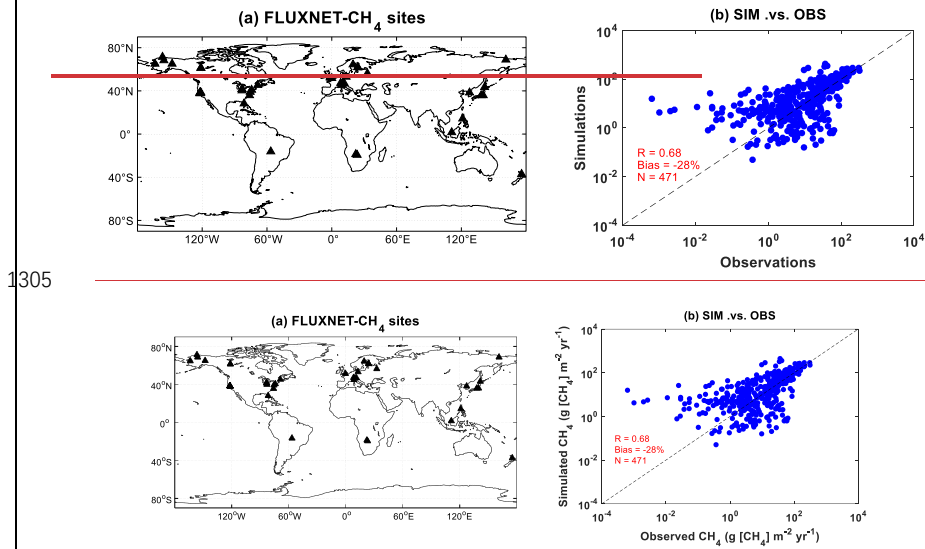 (a) FLUXNET-CH4 sites
80°N
40°N
0°
40°S
80°S
120°W
60°W
0°
60°E
120°E
(b) SIM .vs. OBS
Simulations
10^4
10^2
10^0
10^-2
10^-4
R = 0.68
Bias = -28%
N = 471
10^-4
10^-2
10^0
10^2
10^4
Observations
1305
(a) FLUXNET-CH4 sites
80°N
40°N
0°
40°S
80°S
120°W
60°W
0°
60°E
120°E
(b) SIM .vs. OBS
Simulated CH4 (g [CH4] m^-2 yr^-1)
10^4
10^2
10^0
10^-2
10^-4
R = 0.68
Bias = -28%
N = 471
10^-4
10^-2
10^0
10^2
10^4
Observed CH4 (g [CH4] m^-2 yr^-1)